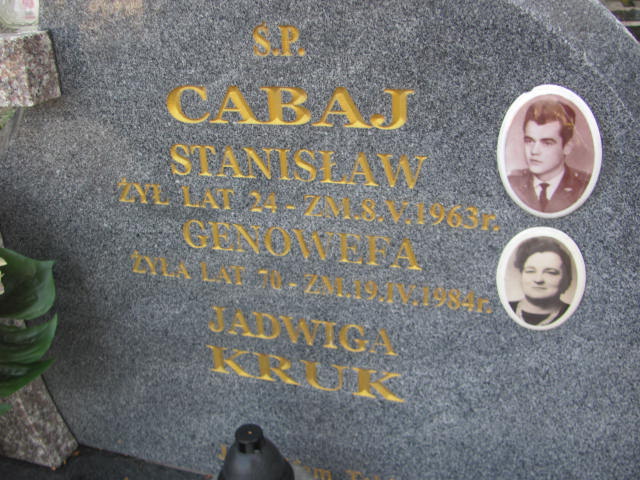 Ś.P.
CABAJ
STANISŁAW
ŻYŁ LAT 24 - ZM.8.V.1963r.
GENOWEFA
ŻYŁA LAT 70 - ZM.19.IV.1984r.
JADWIGA
KRUK